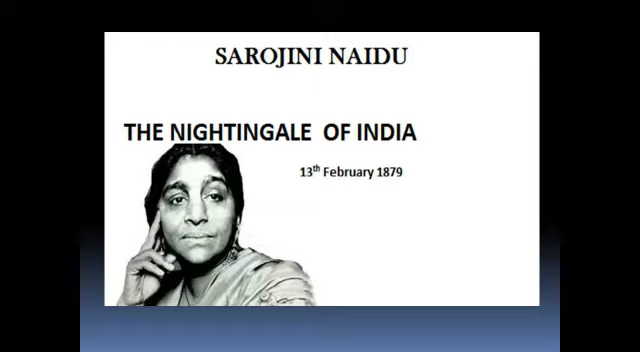 SAROJINI NAIDU
THE NIGHTINGALE OF INDIA
13th February 1879